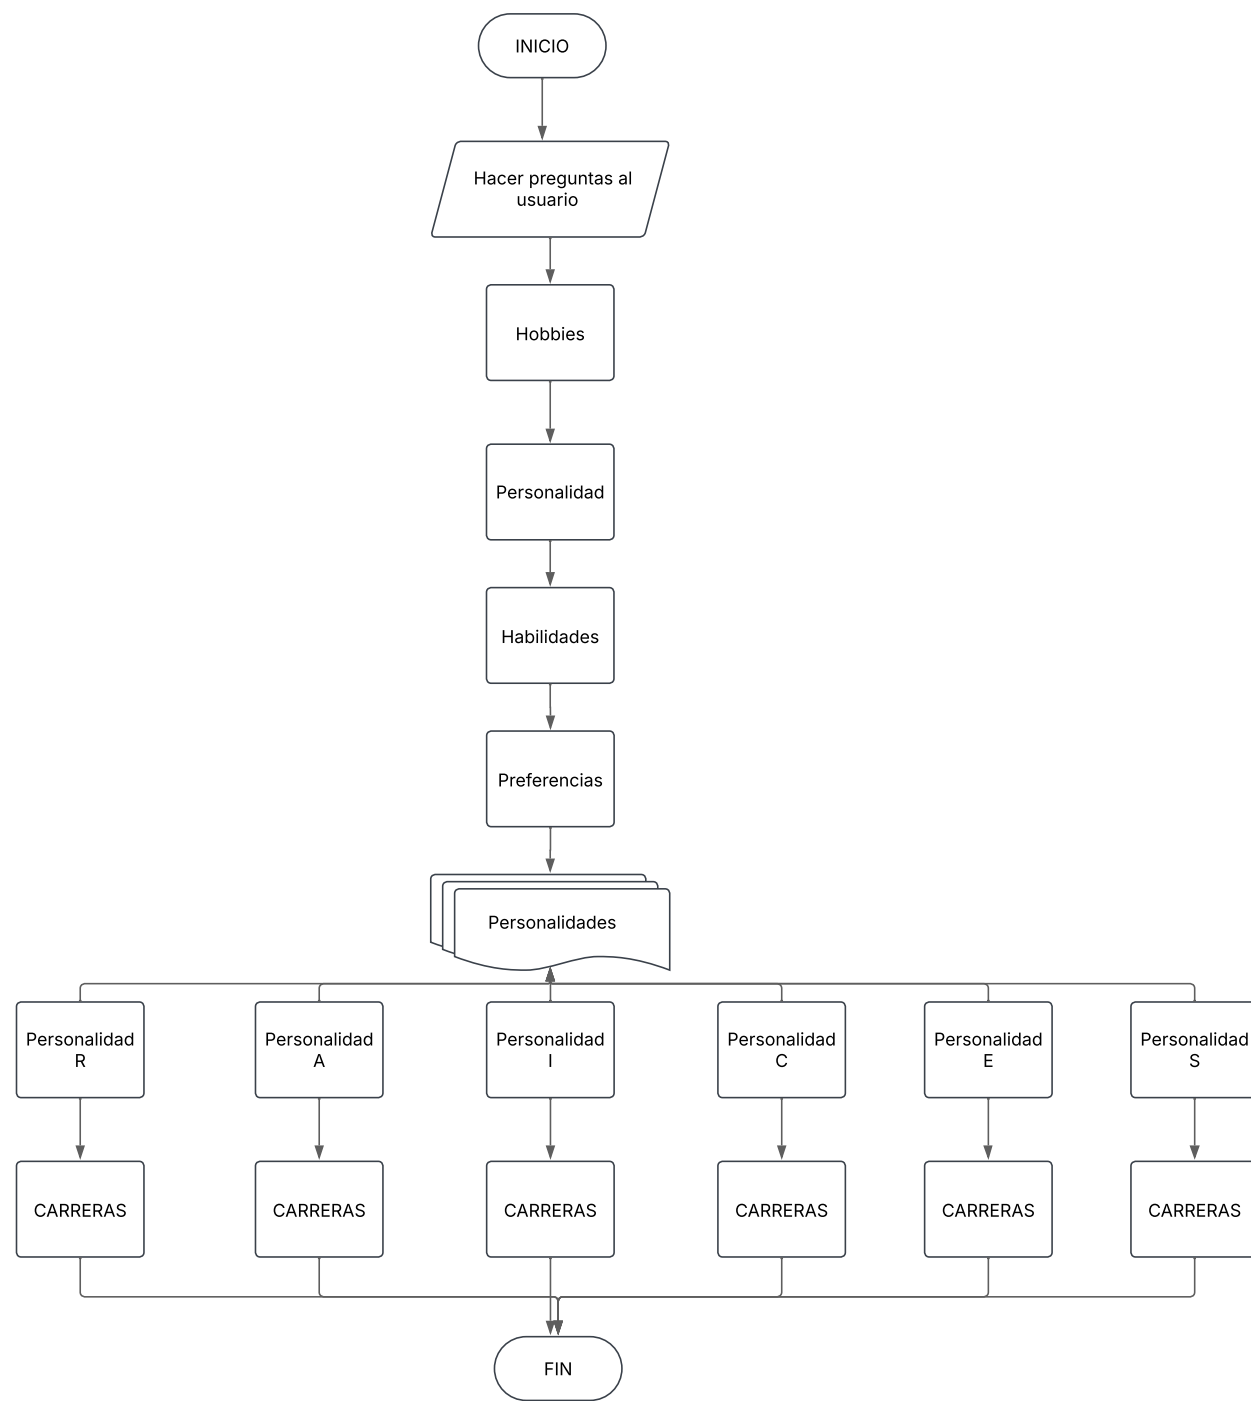 INICIO
Hacer preguntas al
usuario
Hobbies
Personalidad
Habilidades
Preferencias
Personalidades
Personalidad
R
Personalidad
A
Personalidad
I
Personalidad
C
Personalidad
E
Personalidad
S
CARRERAS
CARRERAS
CARRERAS
CARRERAS
CARRERAS
CARRERAS
FIN